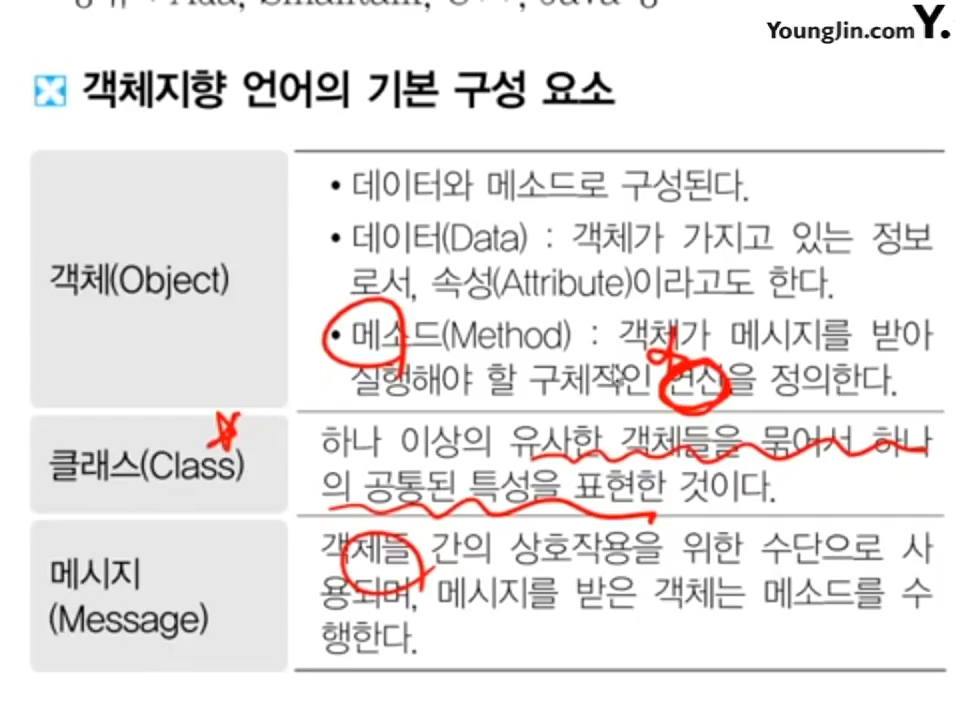 YoungJin.com Y.
객체지향 언어의 기본 구성 요소
객체(Object)
• 데이터와 메소드로 구성된다.
• 데이터(Data) : 객체가 가지고 있는 정보
로서, 속성(Attribute)이라고도 한다.
• 메소드(Method) : 객체가 메시지를 받아
실행해야 할 구체적인 연산을 정의한다.
클래스(Class)
하나 이상의 유사한 객체들을 묶어서 하나
의 공통된 특성을 표현한 것이다.
메시지
(Message)
객체들 간의 상호작용을 위한 수단으로 사
용되며, 메시지를 받은 객체는 메소드를 수
행한다.